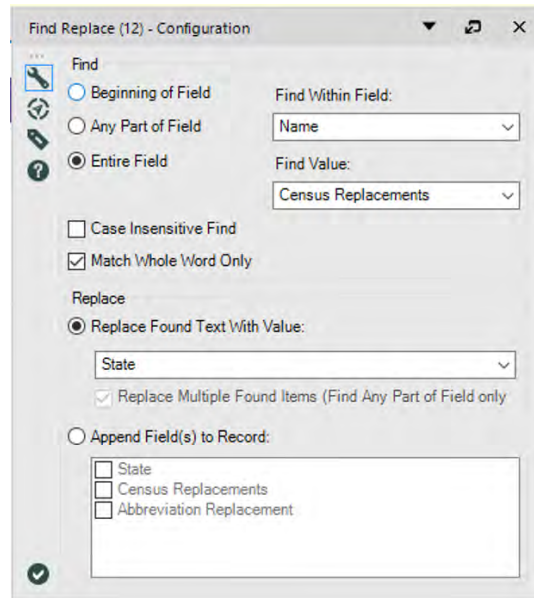 Find Replace (12) - Configuration
Find
Beginning of Field
Find Within Field:
Any Part of Field
Name
Entire Field
Find Value:
Census Replacements
Case Insensitive Find
Match Whole Word Only
Replace
Replace Found Text With Value:
State
Replace Multiple Found Items (Find Any Part of Field only
Append Field(s) to Record:
State
Census Replacements
Abbreviation Replacement